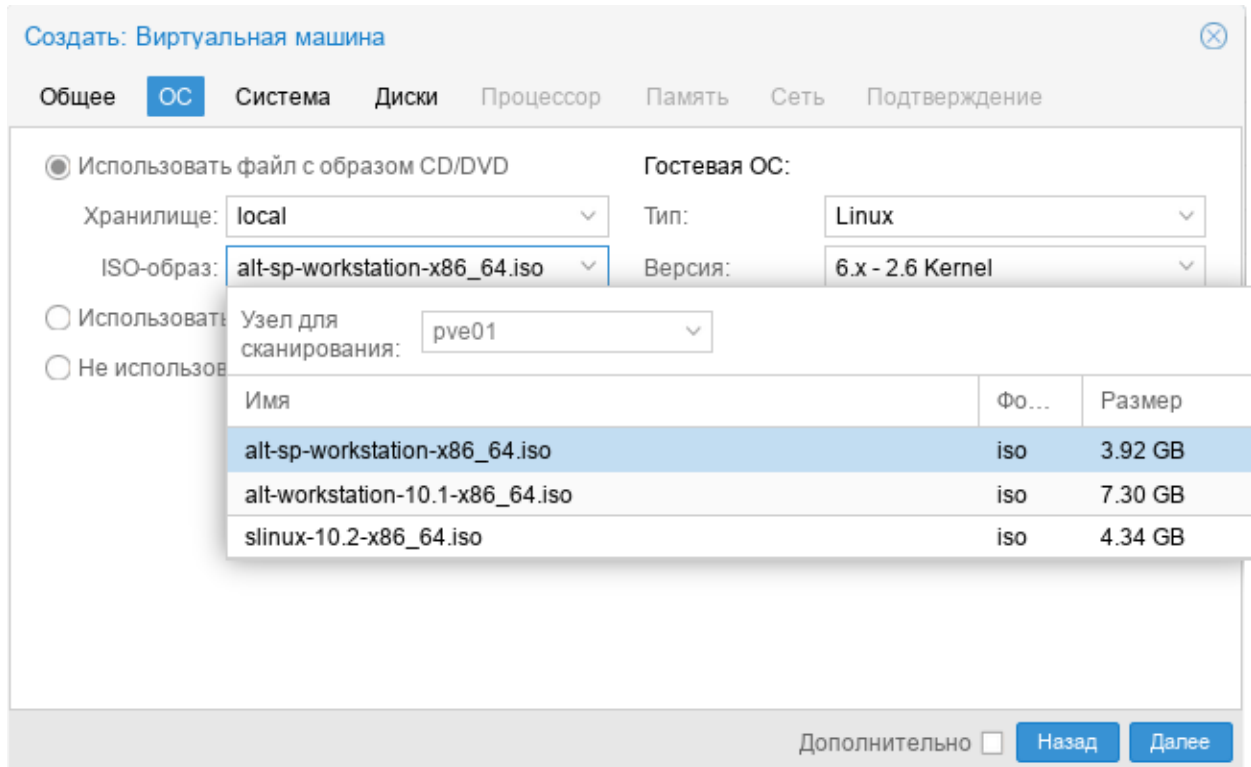 Создать: Виртуальная машина
Общее ОС Система Диски Процессор Память Сеть Подтверждение
Использовать файл с образом CD/DVD Гостевая ОС:
Хранилище: local Тип: Linux
ISO-образ: alt-sp-workstation-x86_64.iso Версия: 6.x - 2.6 Kernel
Использовать
Узел для сканирования: pve01
Не использов
Имя Фо... Размер
alt-sp-workstation-x86_64.iso iso 3.92 GB
alt-workstation-10.1-x86_64.iso iso 7.30 GB
slinux-10.2-x86_64.iso iso 4.34 GB
Дополнительно Назад Далее